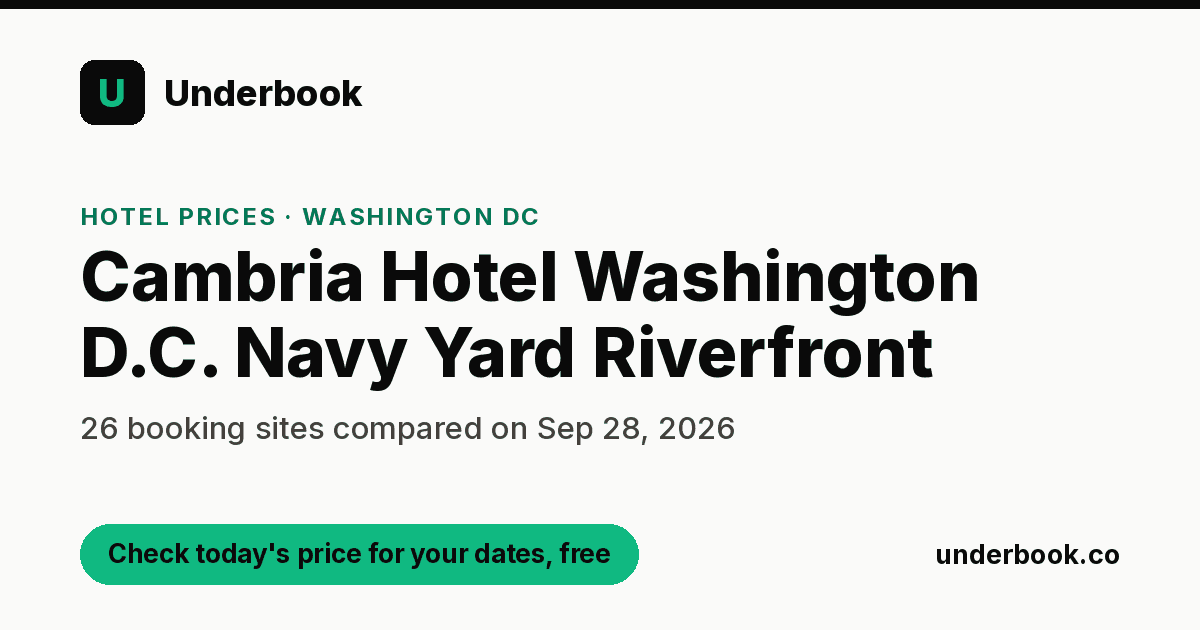 U Underbook
HOTEL PRICES · WASHINGTON DC
Cambria Hotel Washington
D.C. Navy Yard Riverfront
26 booking sites compared on Sep 28, 2026
Check today's price for your dates, free
underbook.co